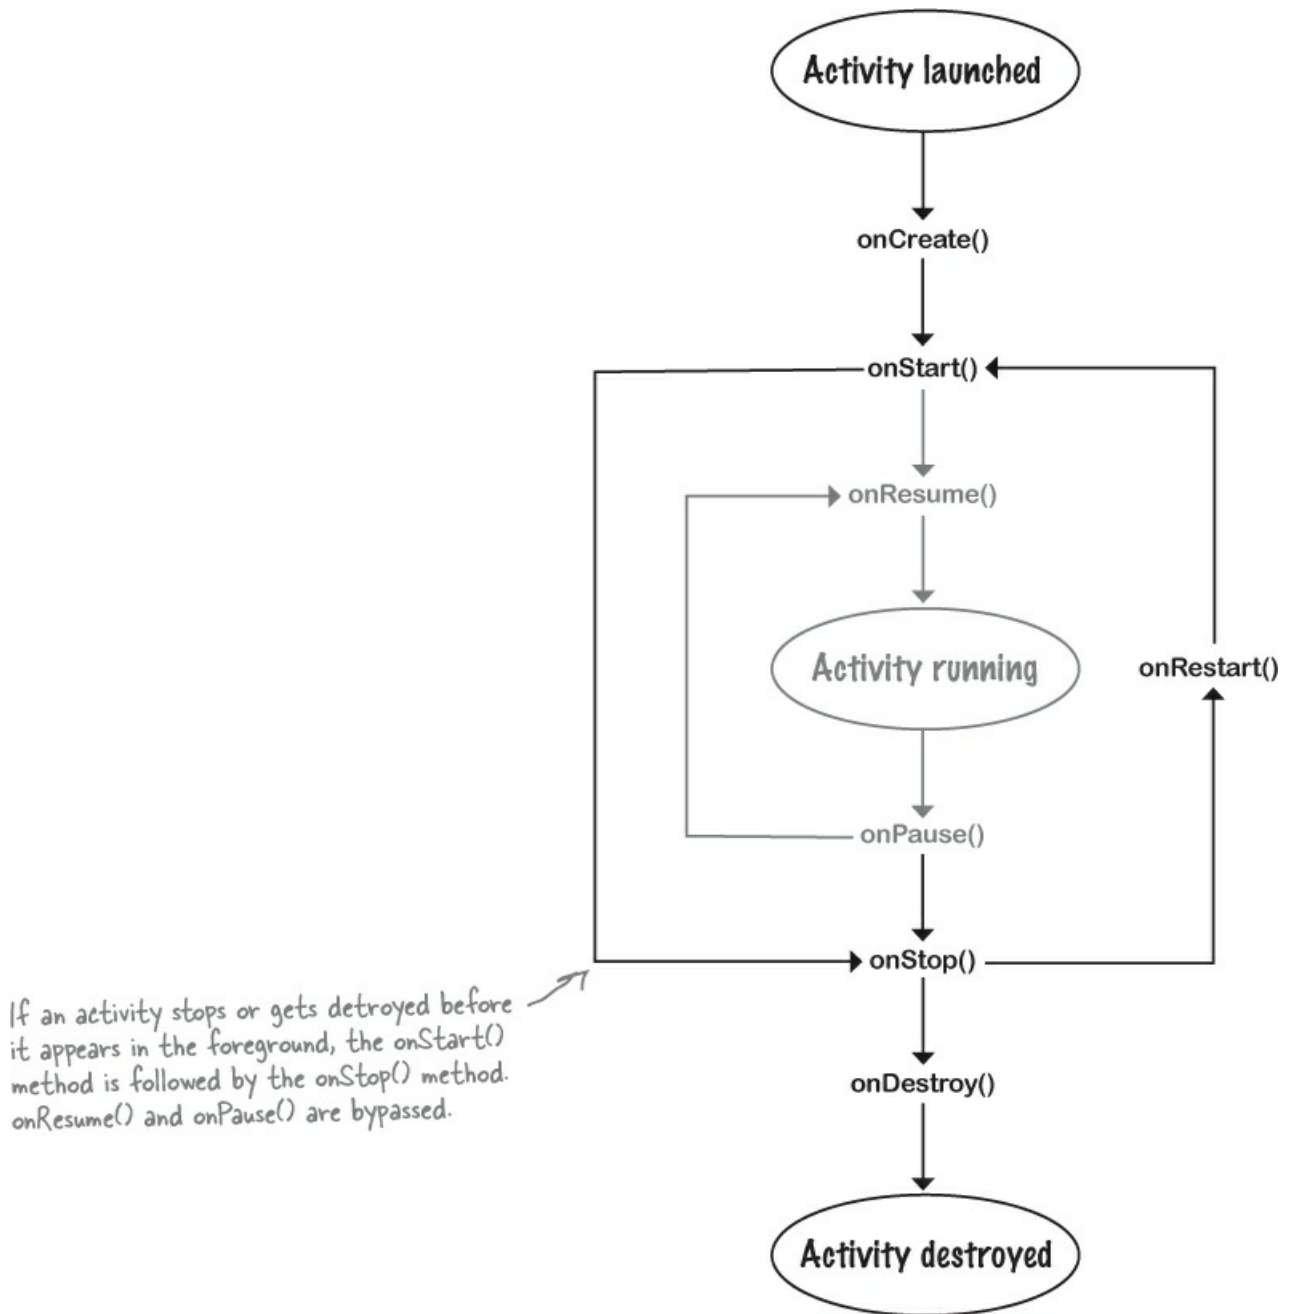 Activity launched
onCreate()
onStart()
onResume()
Activity running
onRestart()
onPause()
onStop()
If an activity stops or gets detroyed before
it appears in the foreground, the onStart()
method is followed by the onStop() method.
onResume() and onPause() are bypassed.
onDestroy()
Activity destroyed